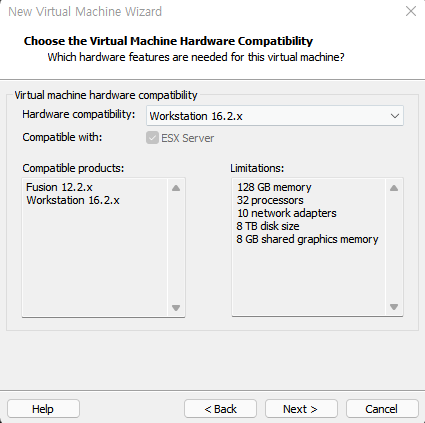 New Virtual Machine Wizard
Choose the Virtual Machine Hardware Compatibility
Which hardware features are needed for this virtual machine?
Virtual machine hardware compatibility
Hardware compatibility: Workstation 16.2.x
Compatible with: ESX Server
Compatible products:
Fusion 12.2.x
Workstation 16.2.x
Limitations:
128 GB memory
32 processors
10 network adapters
8 TB disk size
8 GB shared graphics memory
Help < Back Next > Cancel